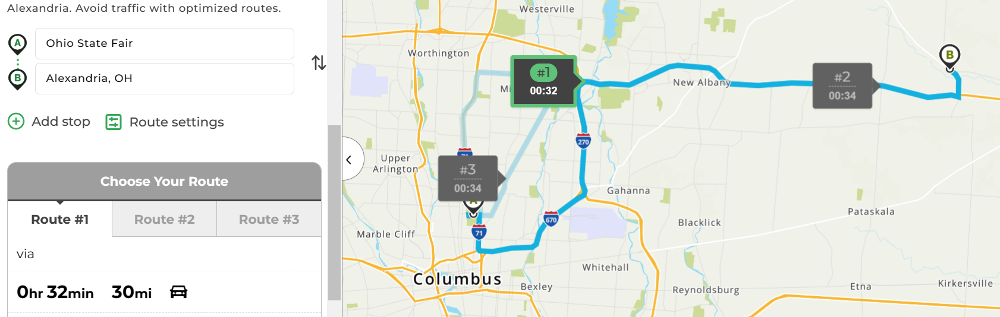 Alexandria. Avoid traffic with optimized routes.
A
Ohio State Fair
B
Alexandria, OH
Add stop
Route settings
Choose Your Route
Route #1
Route #2
Route #3
via
0hr 32min
30mi
Westerville
Worthington
#1
00:32
New Albany
#2
00:34
B
270
Upper
Arlington
#3
00:34
Gahanna
670
71
Pataskala
Blacklick
Marble Cliff
Whitehall
Columbus
Bexley
Reynoldsburg
Etna
Kirkersville